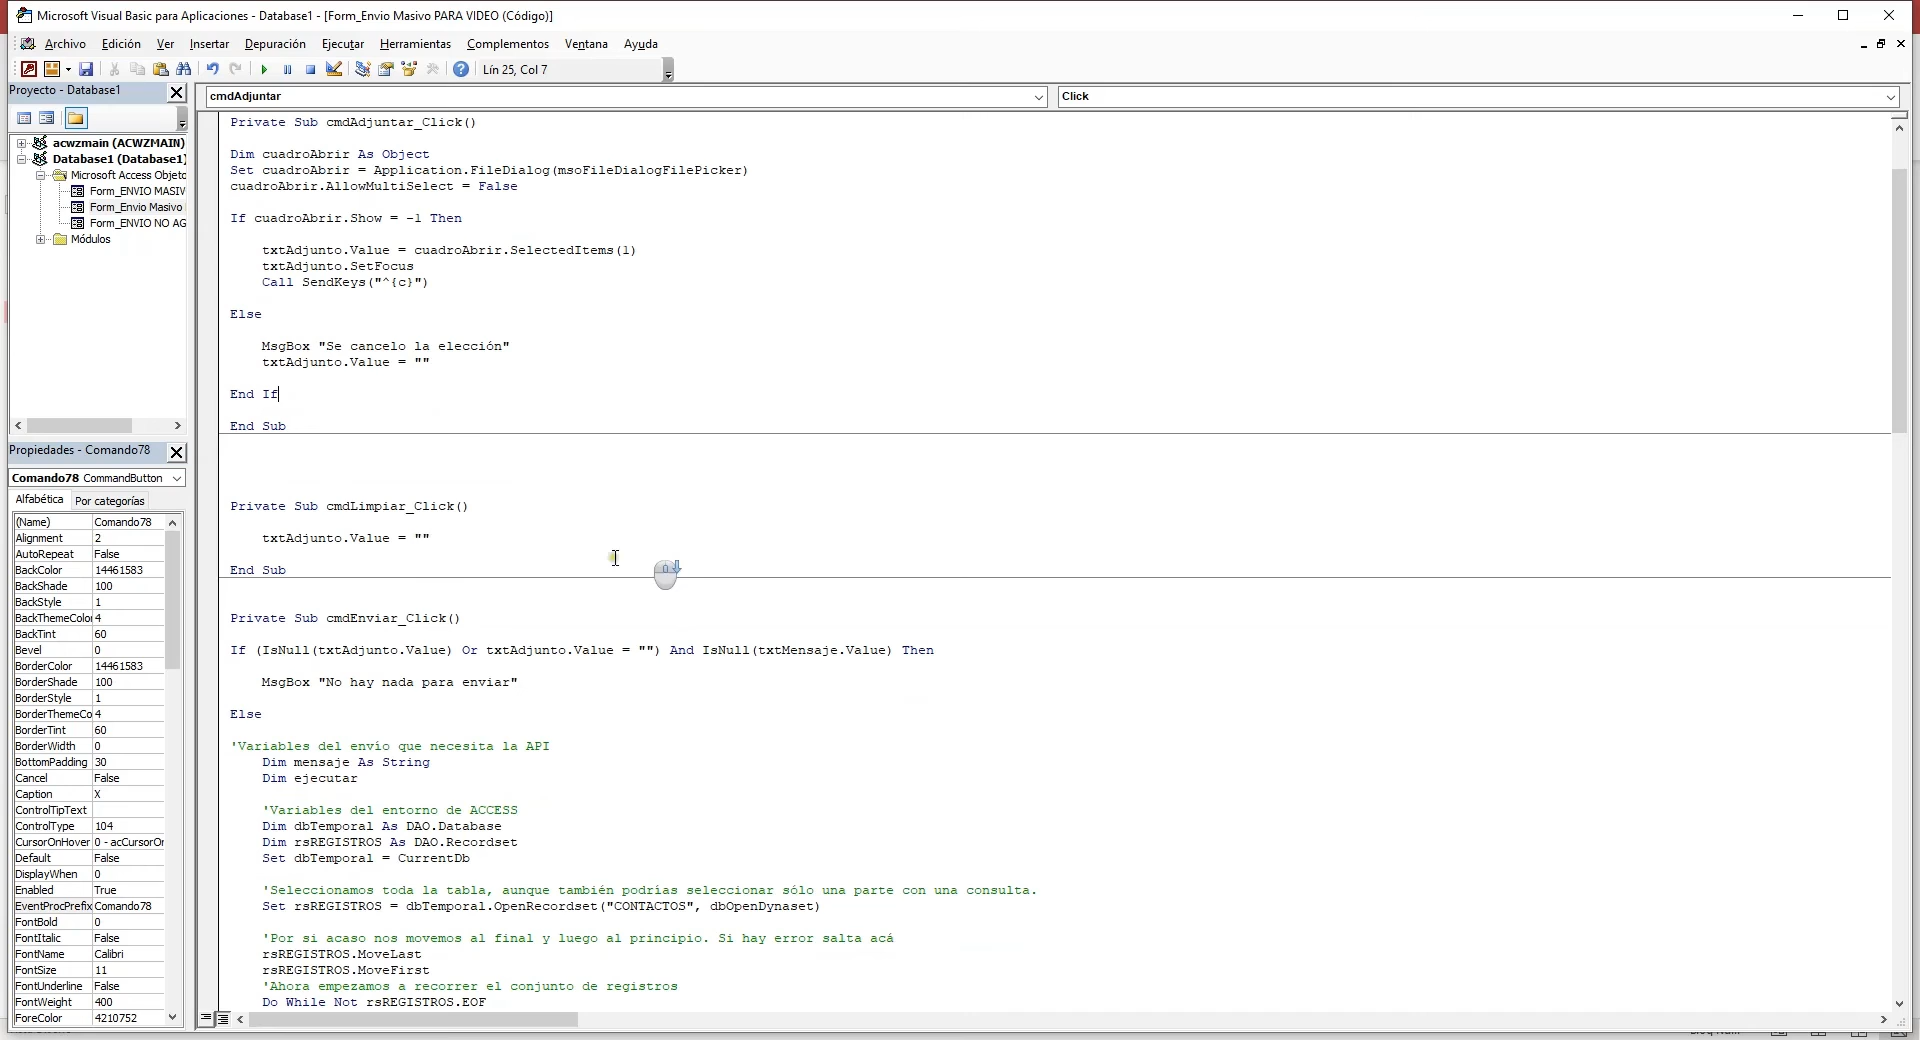 Microsoft Visual Basic para Aplicaciones - Database1 - [Form_Envio Masivo PARA VIDEO (Código)]
Archivo Edición Ver Insertar Depuración Ejecutar Herramientas Complementos Ventana Ayuda
Lín 25, Col 7
Proyecto - Database1
acwzmain (ACWZMAIN)
Database1 (Database1)
Microsoft Access Objeto
Form_ENVIO MASIV
Form_Envio Masivo
Form_ENVIO NO AG
Módulos
Propiedades - Comando78
Comando78 CommandButton
Alfabética Por categorías
(Name) Comando78
Alignment 2
AutoRepeat False
BackColor 14461583
BackShade 100
BackStyle 1
BackThemeColor 4
BackTint 60
Bevel 0
BorderColor 14461583
BorderShade 100
BorderStyle 1
BorderThemeCo 4
BorderTint 60
BorderWidth 0
BottomPadding 30
Cancel False
Caption X
ControlTipText
ControlType 104
CursorOnHover 0 - acCursorOr
Default False
DisplayWhen 0
Enabled True
EventProcPrefix Comando78
FontBold 0
FontItalic False
FontName Calibri
FontSize 11
FontUnderline False
FontWeight 400
ForeColor 4210752
cmdAdjuntar Click
Private Sub cmdAdjuntar_Click()
Dim cuadroAbrir As Object
Set cuadroAbrir = Application.FileDialog(msoFileDialogFilePicker)
cuadroAbrir.AllowMultiSelect = False
If cuadroAbrir.Show = -1 Then
txtAdjunto.Value = cuadroAbrir.SelectedItems(1)
txtAdjunto.SetFocus
Call SendKeys("^{c}")
Else
MsgBox "Se cancelo la elección"
txtAdjunto.Value = ""
End If
End Sub
Private Sub cmdLimpiar_Click()
txtAdjunto.Value = ""
End Sub
Private Sub cmdEnviar_Click()
If (IsNull(txtAdjunto.Value) Or txtAdjunto.Value = "") And IsNull(txtMensaje.Value) Then
MsgBox "No hay nada para enviar"
Else
'Variables del envío que necesita la API
Dim mensaje As String
Dim ejecutar
'Variables del entorno de ACCESS
Dim dbTemporal As DAO.Database
Dim rsREGISTROS As DAO.Recordset
Set dbTemporal = CurrentDb
'Seleccionamos toda la tabla, aunque también podrías seleccionar sólo una parte con una consulta.
Set rsREGISTROS = dbTemporal.OpenRecordset("CONTACTOS", dbOpenDynaset)
'Por si acaso nos movemos al final y luego al principio. Si hay error salta acá
rsREGISTROS.MoveLast
rsREGISTROS.MoveFirst
'Ahora empezamos a recorrer el conjunto de registros
Do While Not rsREGISTROS.EOF